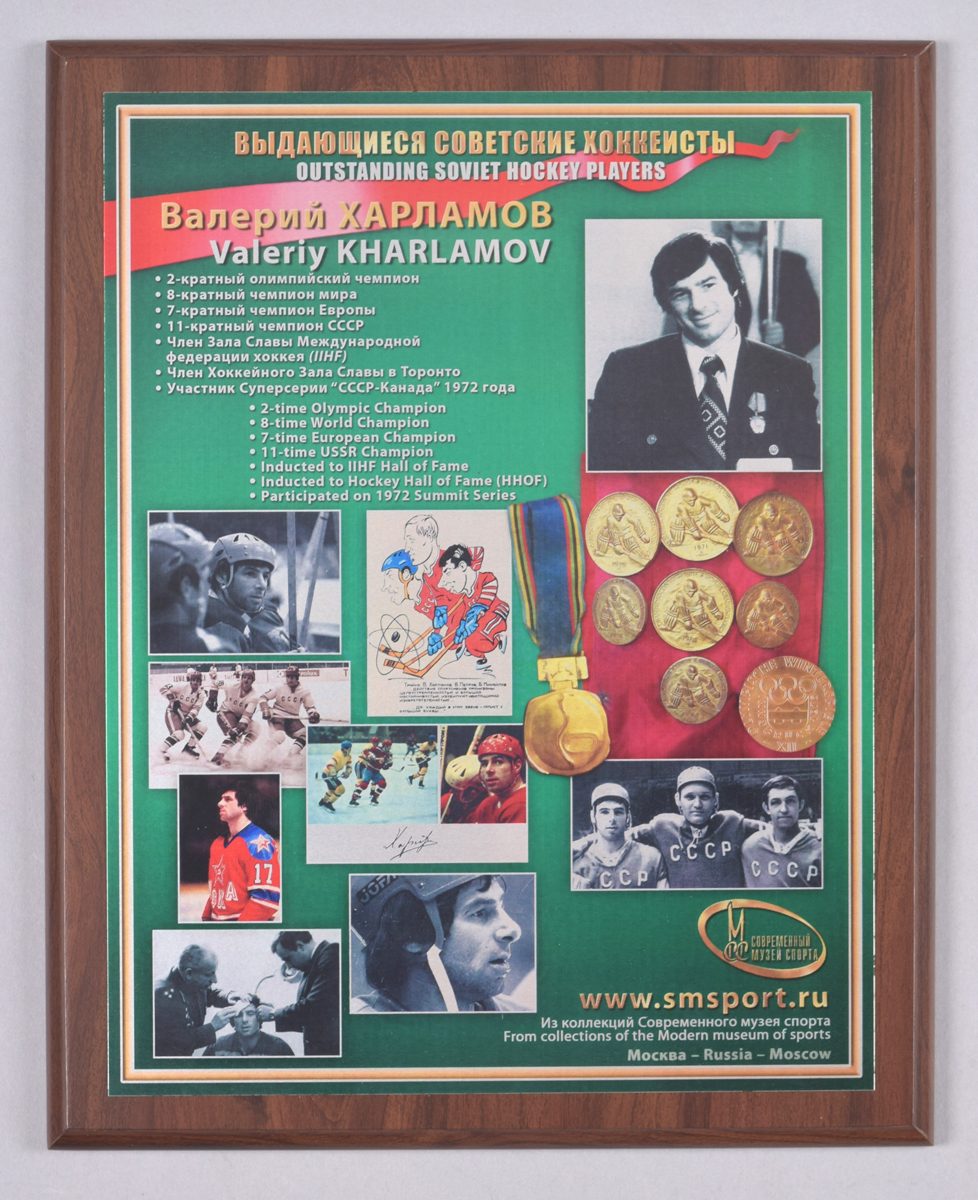 ВЫДАЮЩИЕСЯ СОВЕТСКИЕ ХОККЕИСТЫ
OUTSTANDING SOVIET HOCKEY PLAYERS
Валерий ХАРЛАМОВ
Valeriy KHARLAMOV
• 2-кратный олимпийский чемпион
• 8-кратный чемпион мира
• 7-кратный чемпион Европы
• 11-кратный чемпион СССР
• Член Зала Славы Международной
федерации хоккея (IIHF)
• Член Хоккейного Зала Славы в Торонто
• Участник Суперсерии “СССР-Канада” 1972 года
• 2-time Olympic Champion
• 8-time World Champion
• 7-time European Champion
• 11-time USSR Champion
• Inducted to IIHF Hall of Fame
• Inducted to Hockey Hall of Fame (HHOF)
• Participated on 1972 Summit Series
1971
СССР
СССР
СССР
17
СССР
СССР
СССР
М
СС
СОВРЕМЕННЫЙ
МУЗЕЙ СПОРТА
www.smsport.ru
Из коллекций Современного музея спорта
From collections of the Modern museum of sports
Москва – Russia – Moscow